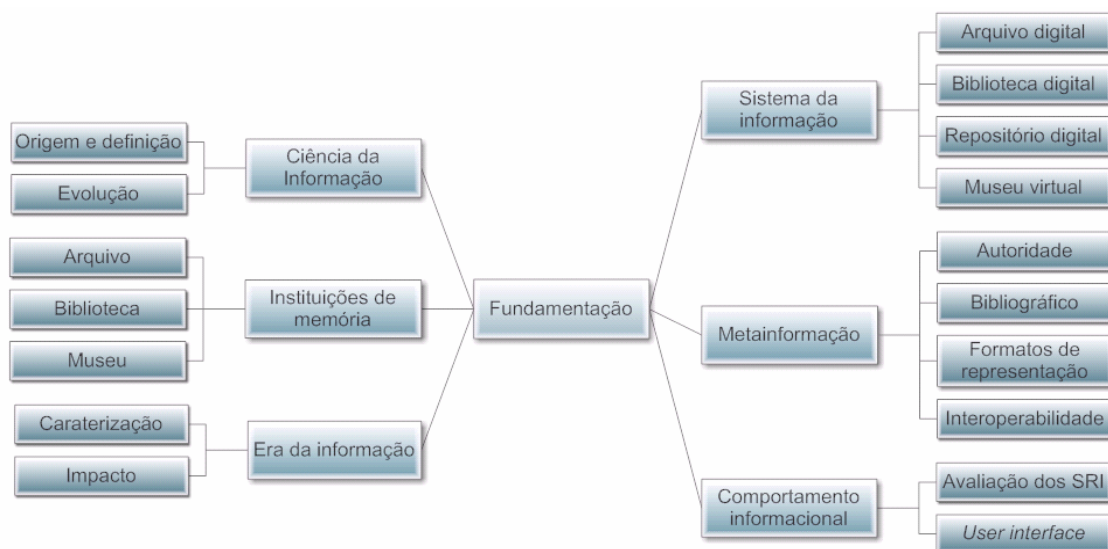 Origem e definição
Evolução
Ciência da
Informação
Arquivo
Biblioteca
Museu
Instituições de
memória
Caraterização
Impacto
Era da informação
Fundamentação
Sistema da
informação
Arquivo digital
Biblioteca digital
Repositório digital
Museu virtual
Metainformação
Autoridade
Bibliográfico
Formatos de
representação
Interoperabilidade
Comportamento
informacional
Avaliação dos SRI
User interface